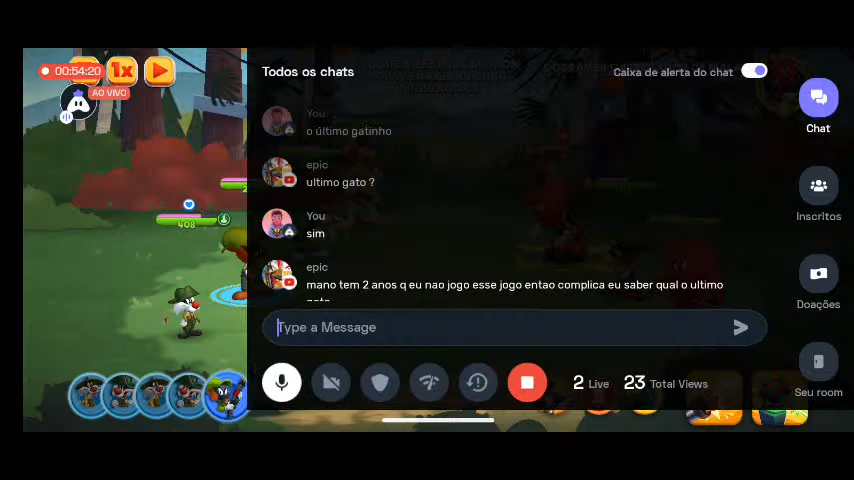 00:54:20
1x
AO VIVO
408
Todos os chats
Caixa de alerta do chat
You
o último gatinho
epic
ultimo gato ?
You
sim
epic
mano tem 2 anos q eu nao jogo esse jogo entao complica eu saber qual o ultimo
Type a Message
2 Live
23 Total Views
Chat
Inscritos
Doações
Seu room